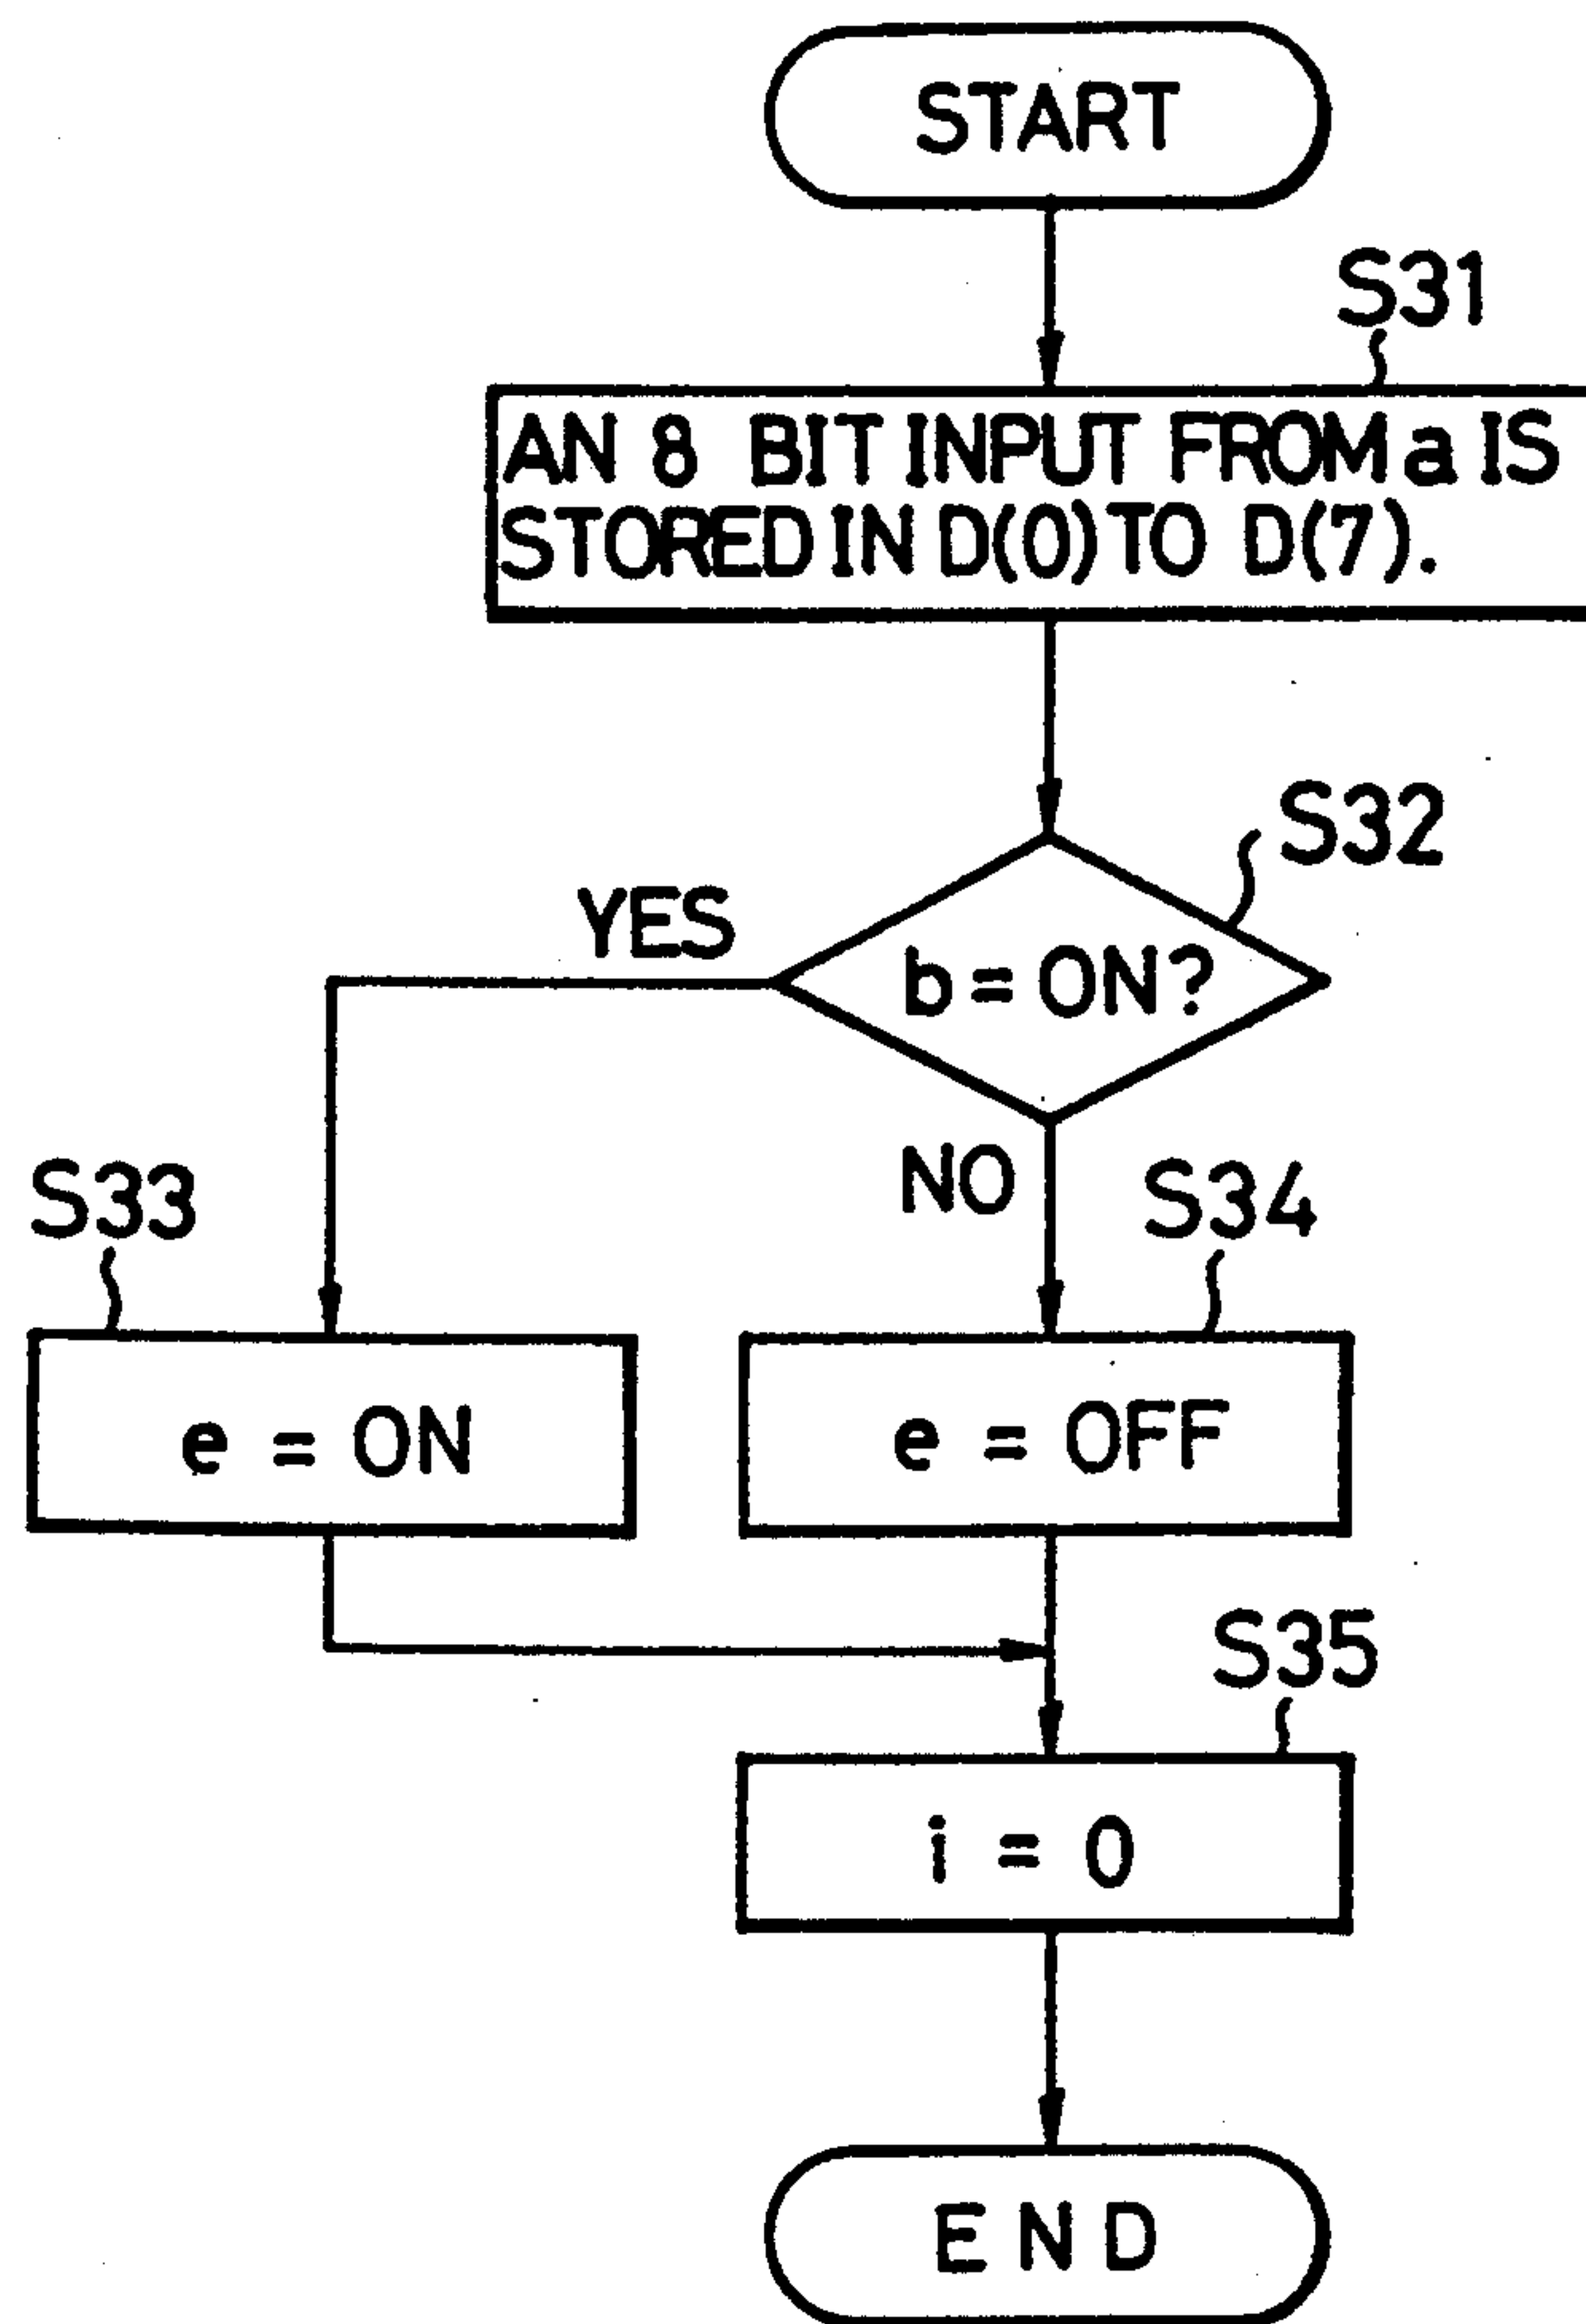 START
S31
AN 8 BIT INPUT FROM a IS
STORED IN D(0) TO D(7).
S32
YES
b = ON?
NO
S33
S34
e = ON
e = OFF
S35
i = 0
END